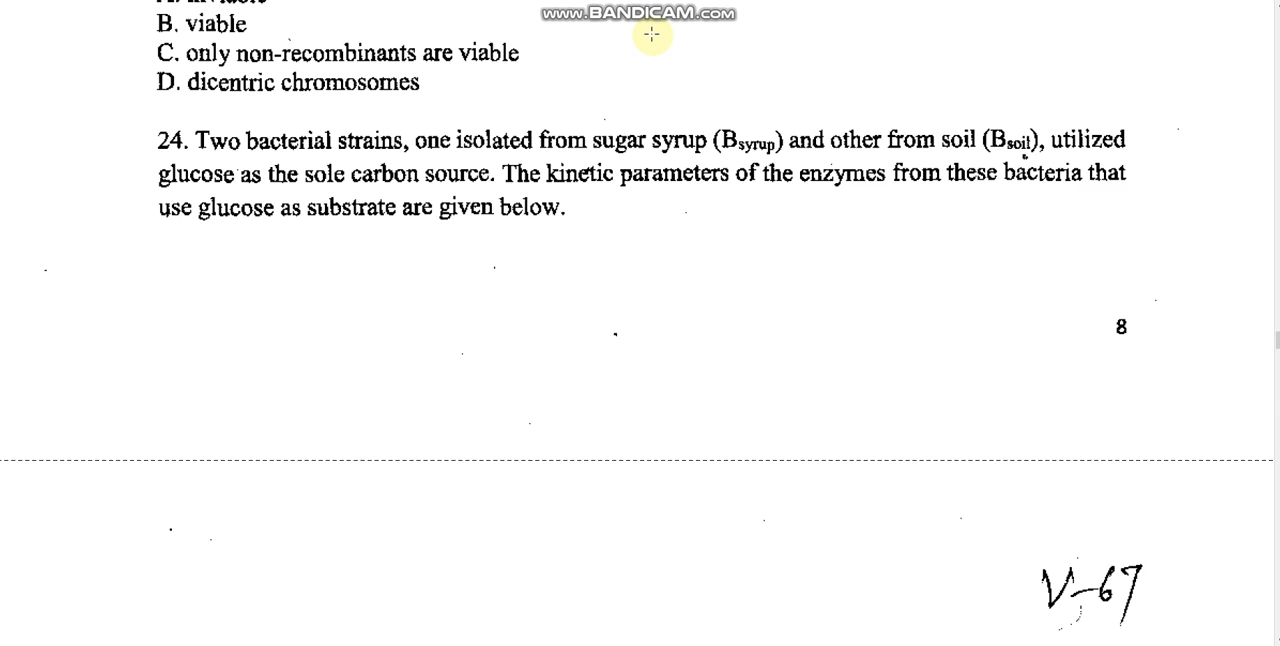 www.BANDICAM.com
B. viable
C. only non-recombinants are viable
D. dicentric chromosomes
24. Two bacterial strains, one isolated from sugar syrup (Bsyrup) and other from soil (Bsoil), utilized
glucose as the sole carbon source. The kinetic parameters of the enzymes from these bacteria that
use glucose as substrate are given below.
8
V-67